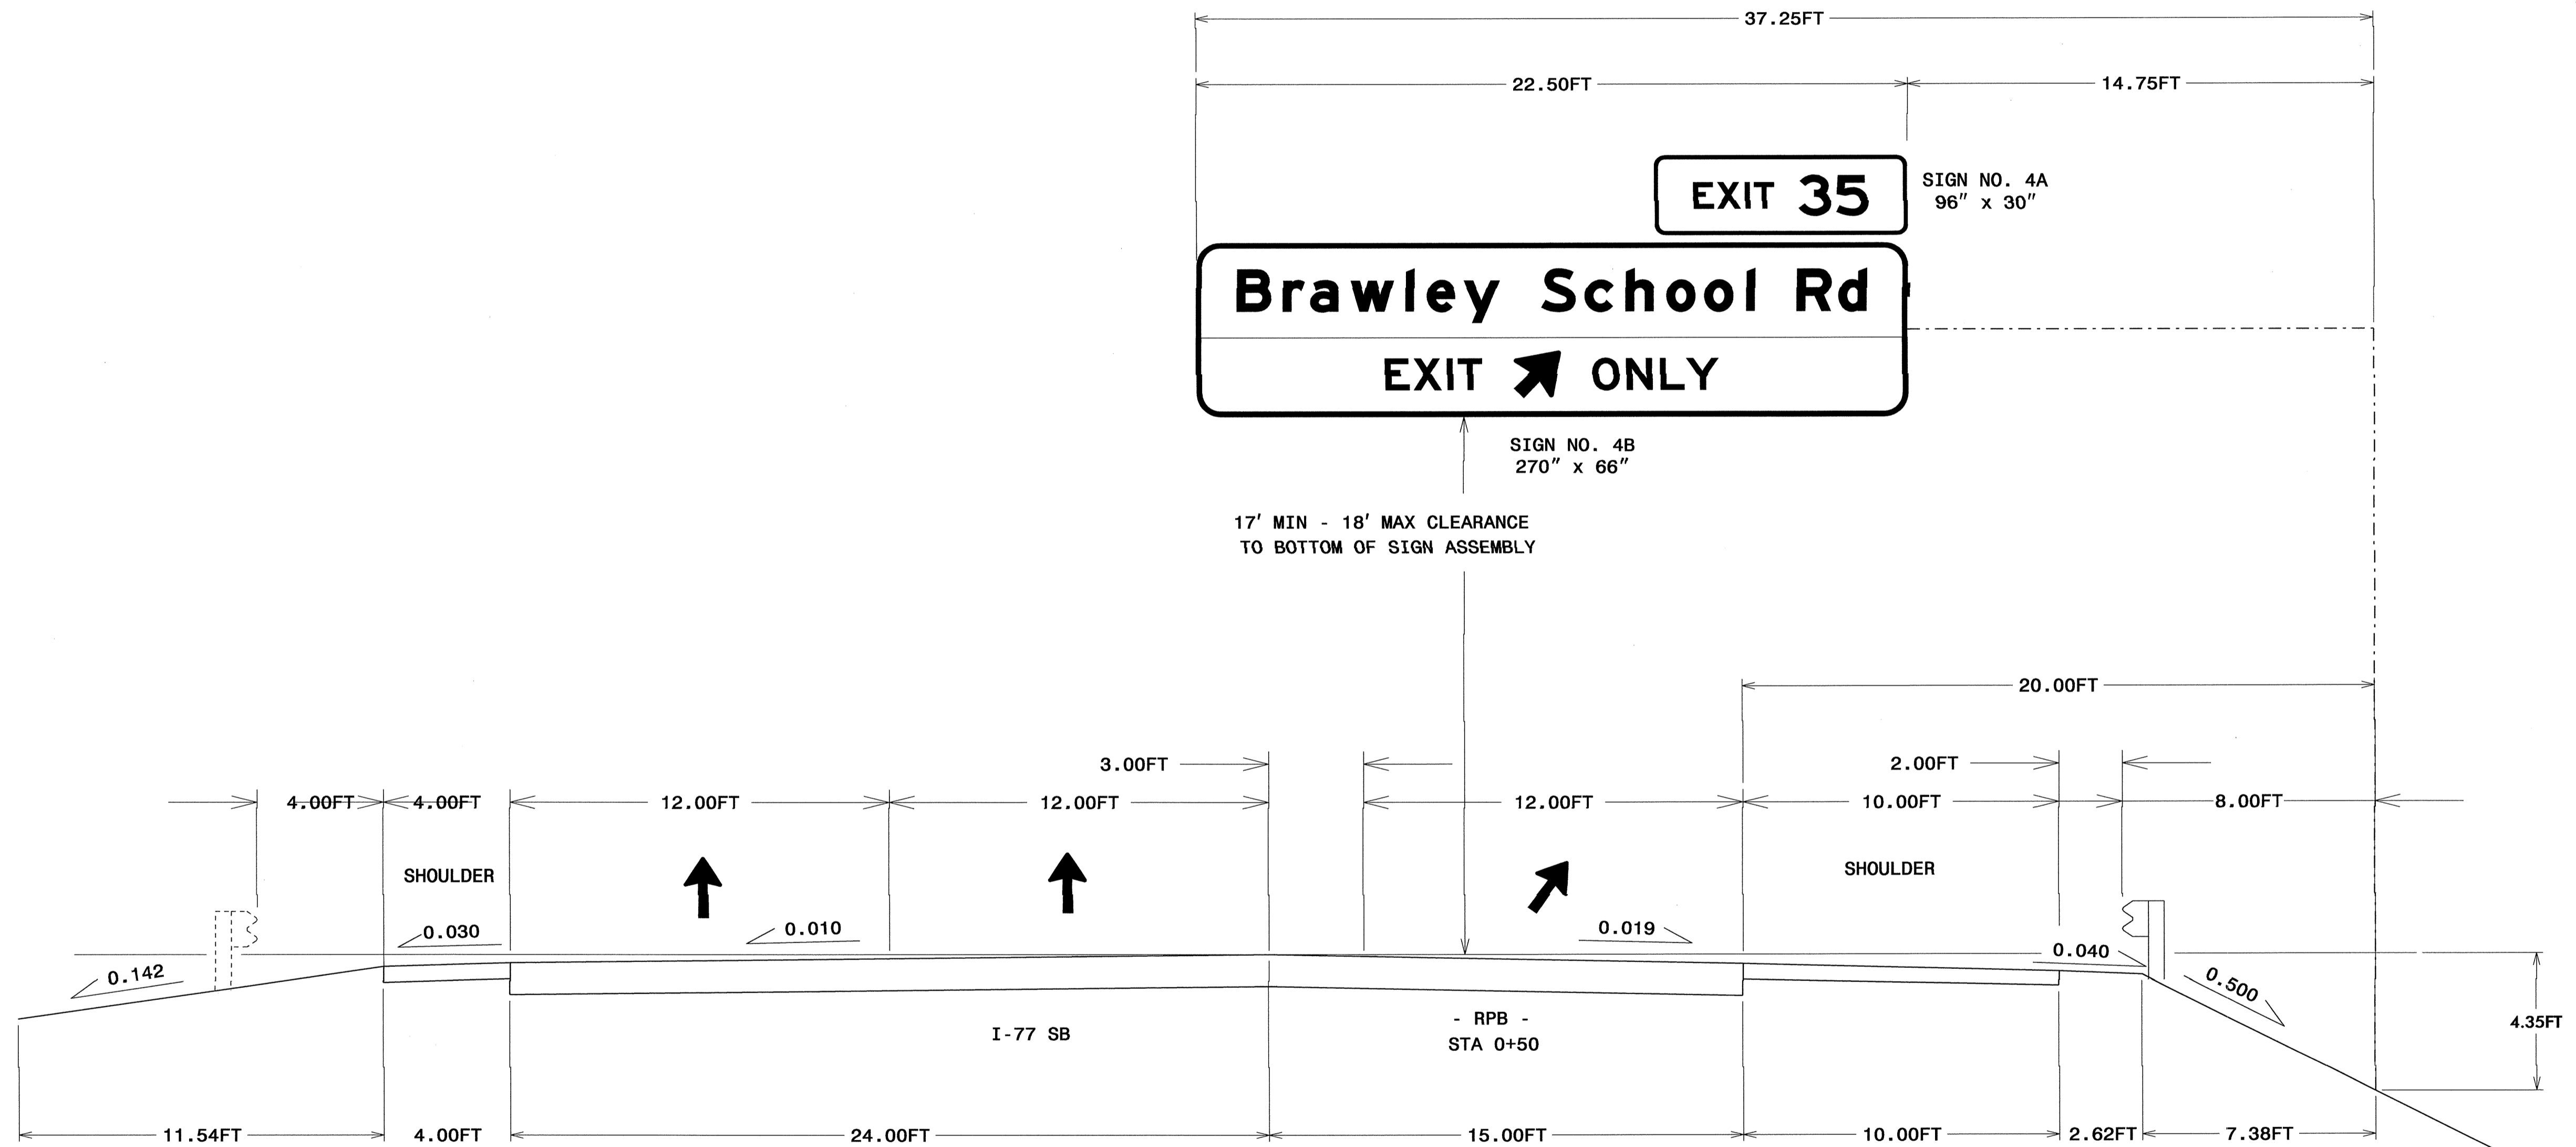 37.25FT
22.50FT
14.75FT
EXIT 35
SIGN NO. 4A
96" x 30"
Brawley School Rd
EXIT ONLY
SIGN NO. 4B
270" x 66"
17' MIN - 18' MAX CLEARANCE
TO BOTTOM OF SIGN ASSEMBLY
20.00FT
3.00FT
2.00FT
4.00FT
4.00FT
12.00FT
12.00FT
12.00FT
10.00FT
8.00FT
SHOULDER
SHOULDER
0.142
0.030
0.010
0.019
0.040
0.500
4.35FT
I-77 SB
- RPB -
STA 0+50
11.54FT
4.00FT
24.00FT
15.00FT
10.00FT
2.62FT
7.38FT